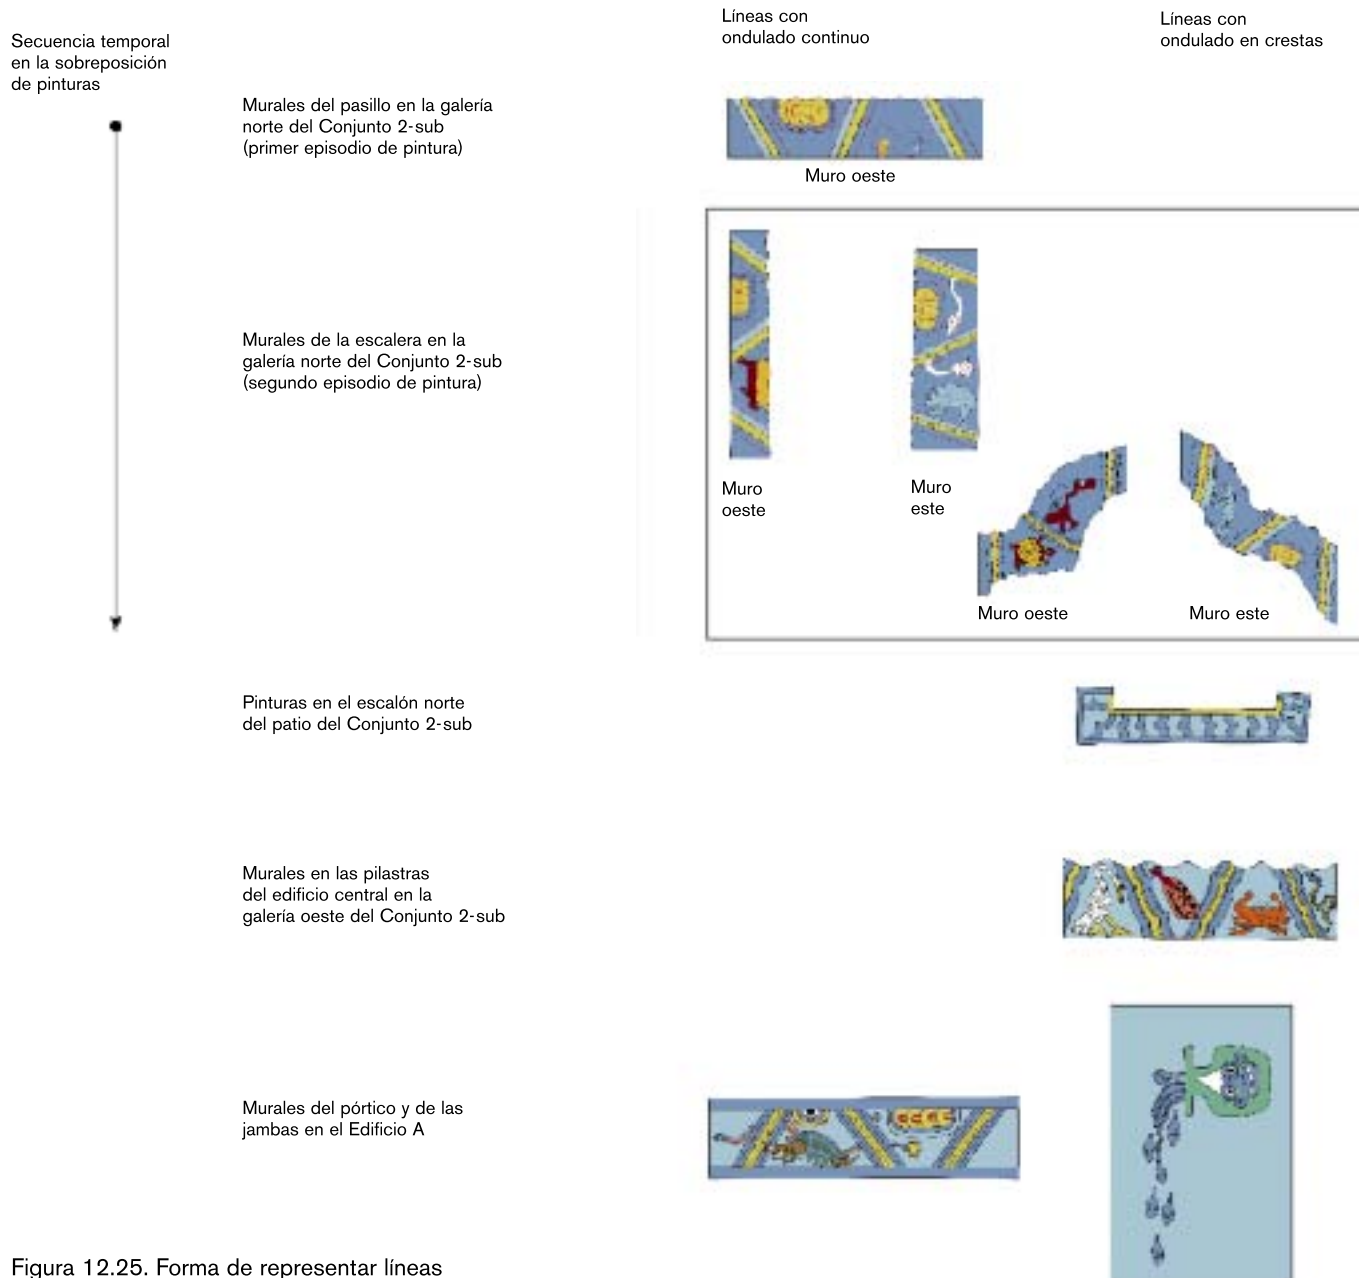 Secuencia temporal
en la sobreposición
de pinturas
Líneas con
ondulado continuo
Líneas con
ondulado en crestas
Murales del pasillo en la galería
norte del Conjunto 2-sub
(primer episodio de pintura)
Muro oeste
Murales de la escalera en la
galería norte del Conjunto 2-sub
(segundo episodio de pintura)
Muro
oeste
Muro
este
Muro oeste
Muro este
Pinturas en el escalón norte
del patio del Conjunto 2-sub
Murales en las pilastras
del edificio central en la
galería oeste del Conjunto 2-sub
Murales del pórtico y de las
jambas en el Edificio A
Figura 12.25. Forma de representar líneas